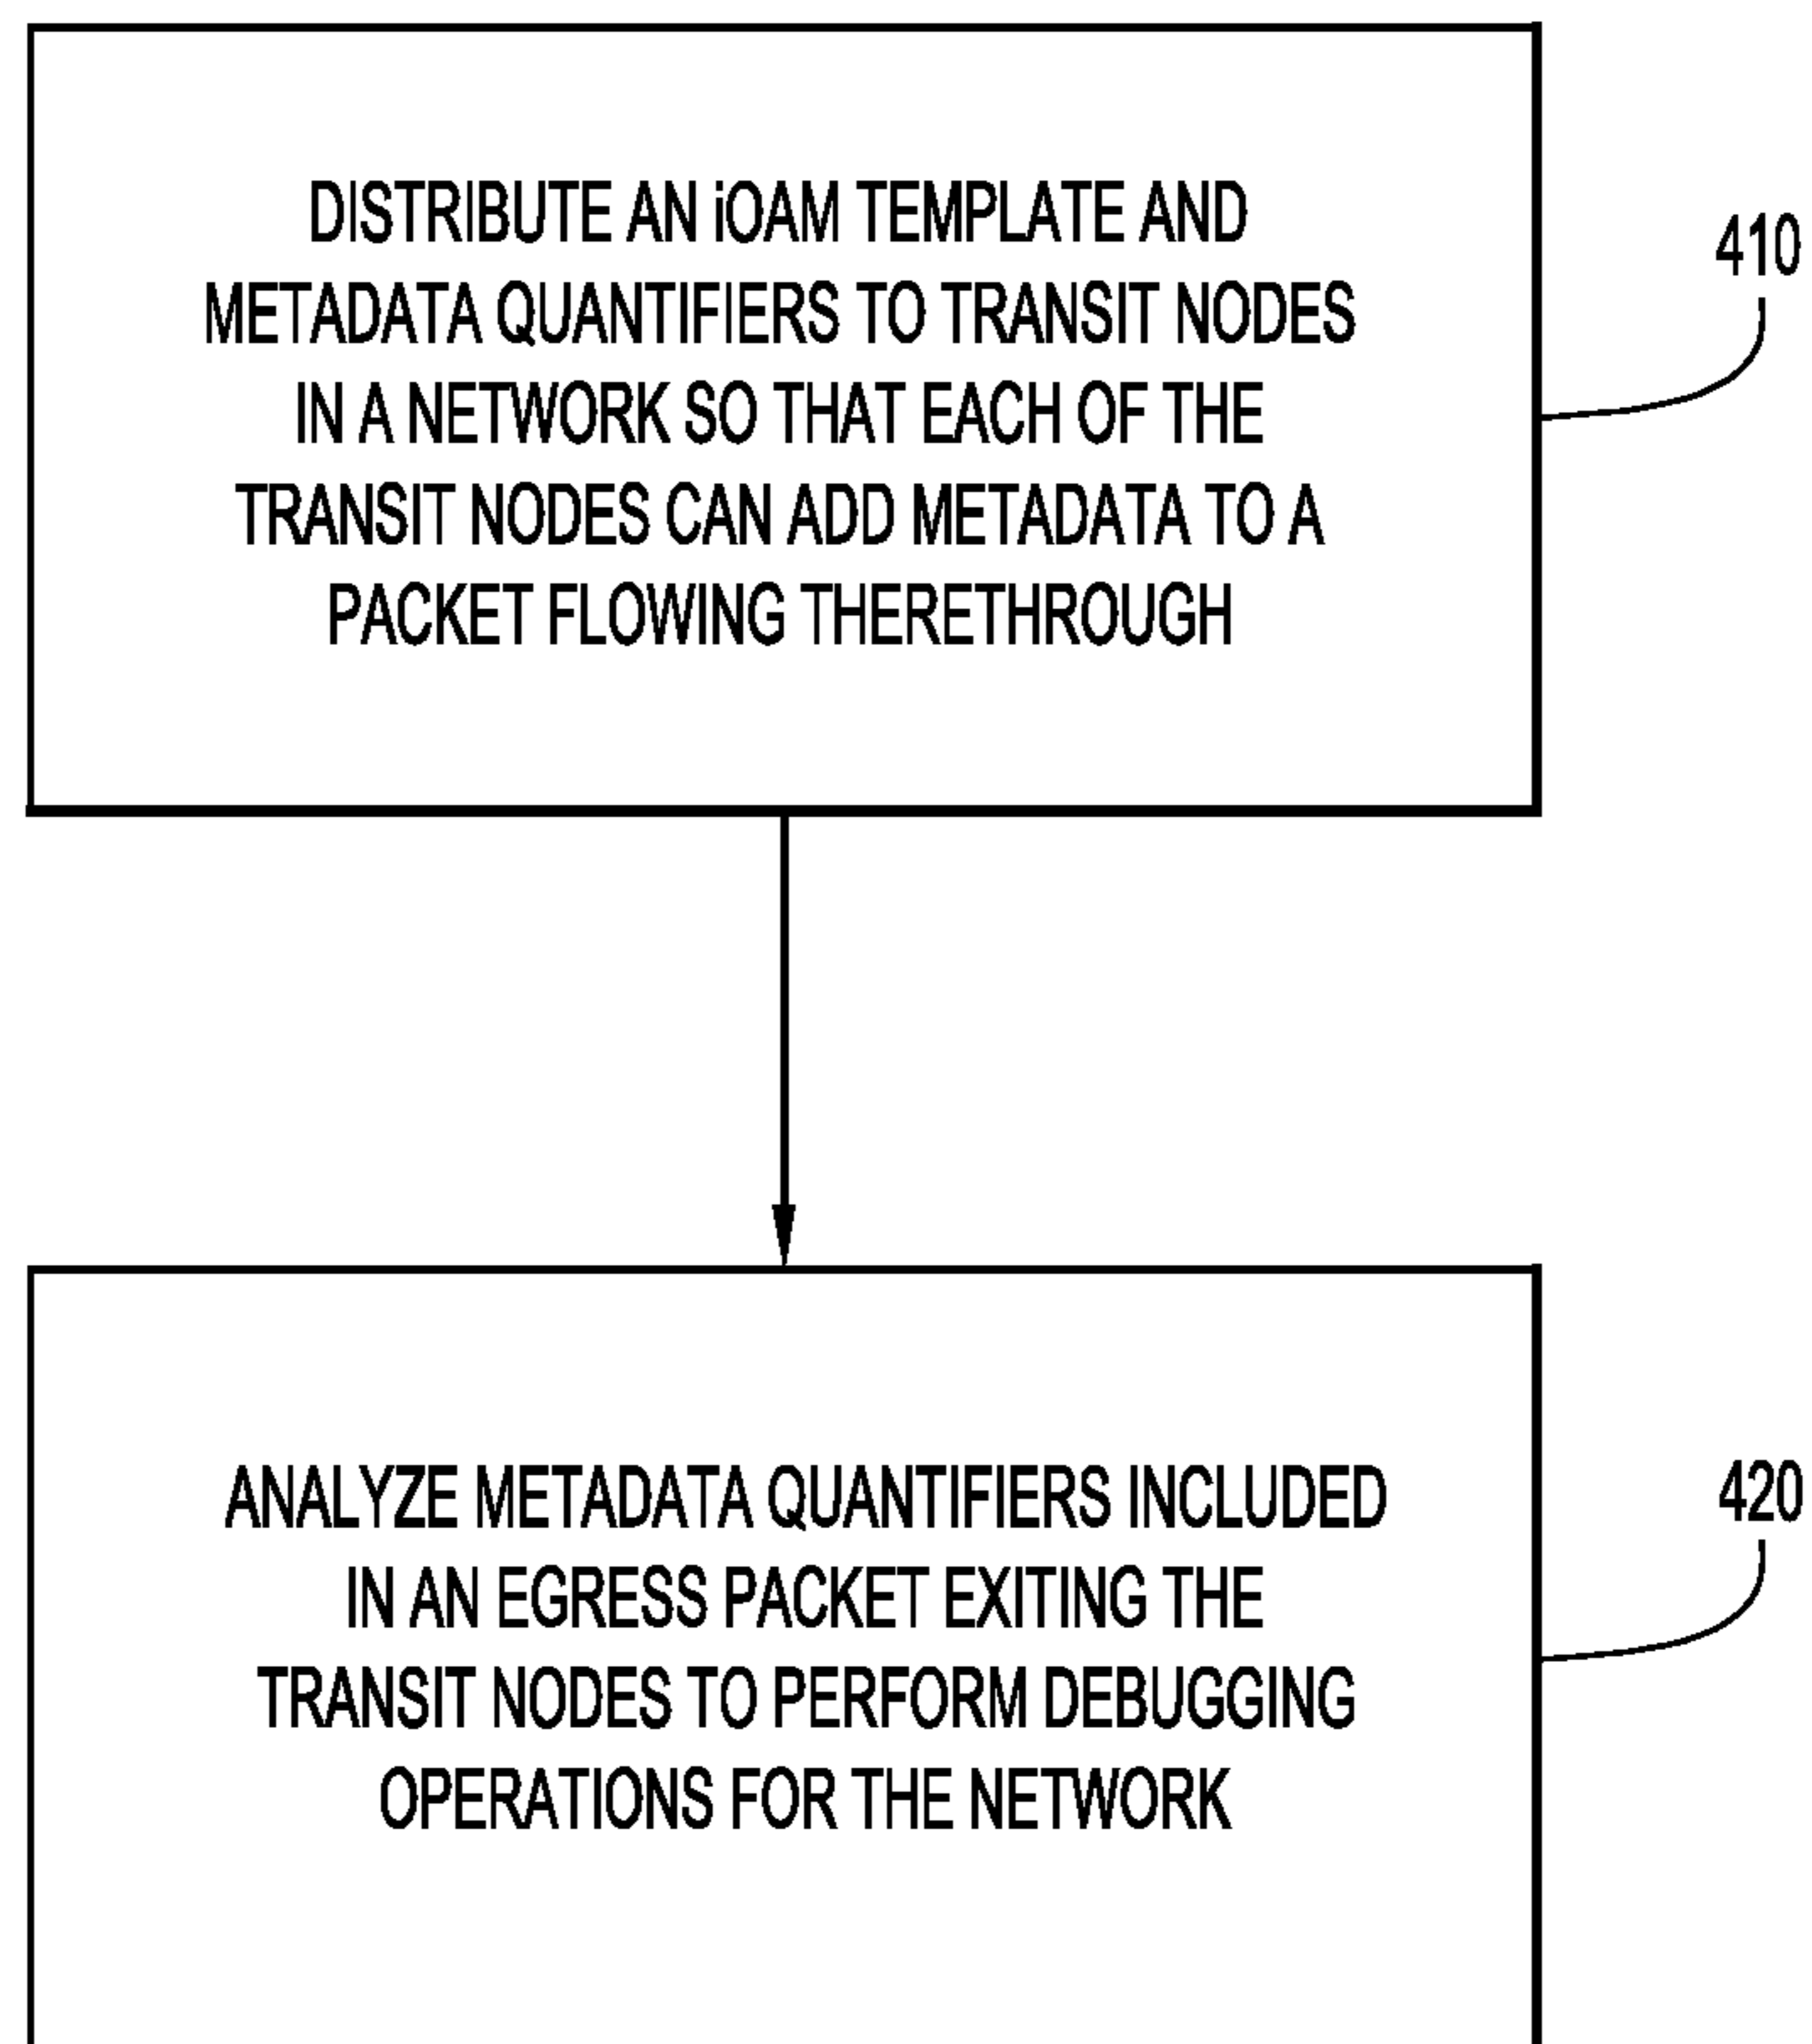 DISTRIBUTE AN iOAM TEMPLATE AND
METADATA QUANTIFIERS TO TRANSIT NODES
IN A NETWORK SO THAT EACH OF THE
TRANSIT NODES CAN ADD METADATA TO A
PACKET FLOWING THERETHROUGH
410
ANALYZE METADATA QUANTIFIERS INCLUDED
IN AN EGRESS PACKET EXITING THE
TRANSIT NODES TO PERFORM DEBUGGING
OPERATIONS FOR THE NETWORK
420